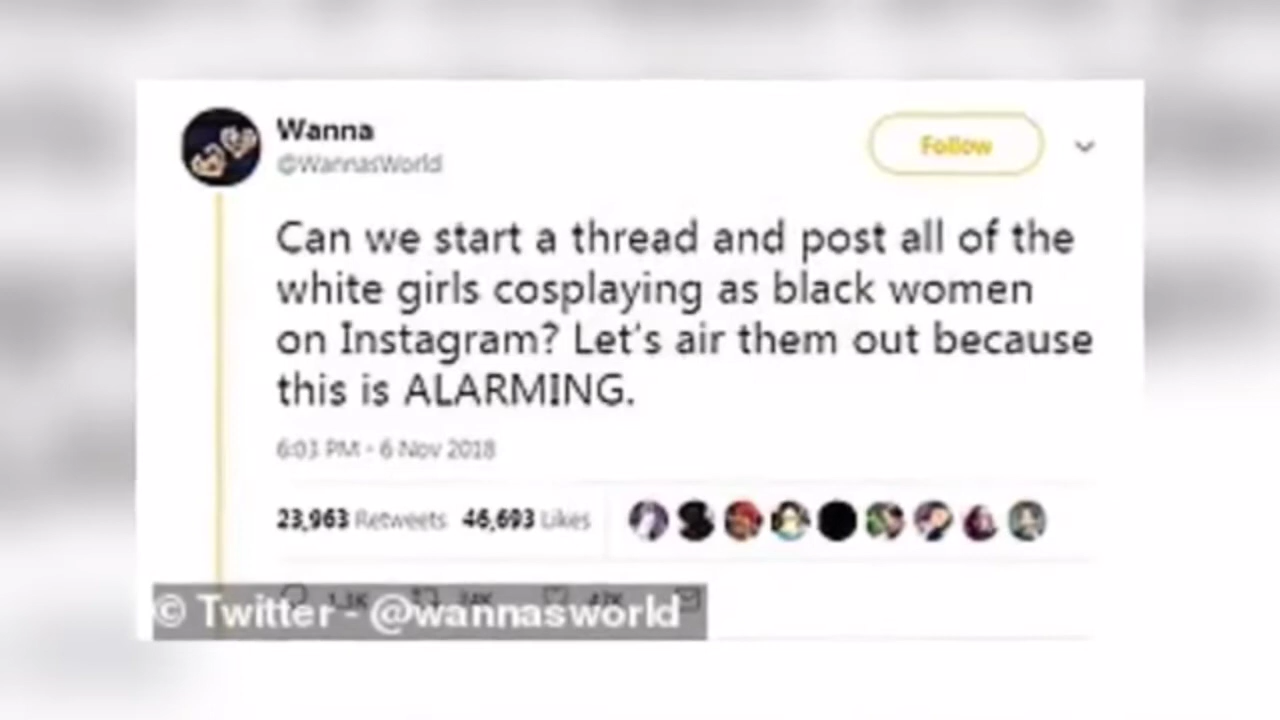 Wanna
@WannasWorld
Follow
Can we start a thread and post all of the
white girls cosplaying as black women
on Instagram? Let's air them out because
this is ALARMING.
6:03 PM - 6 Nov 2018
23,963 Retweets 46,693 Likes
© Twitter - @wannasworld